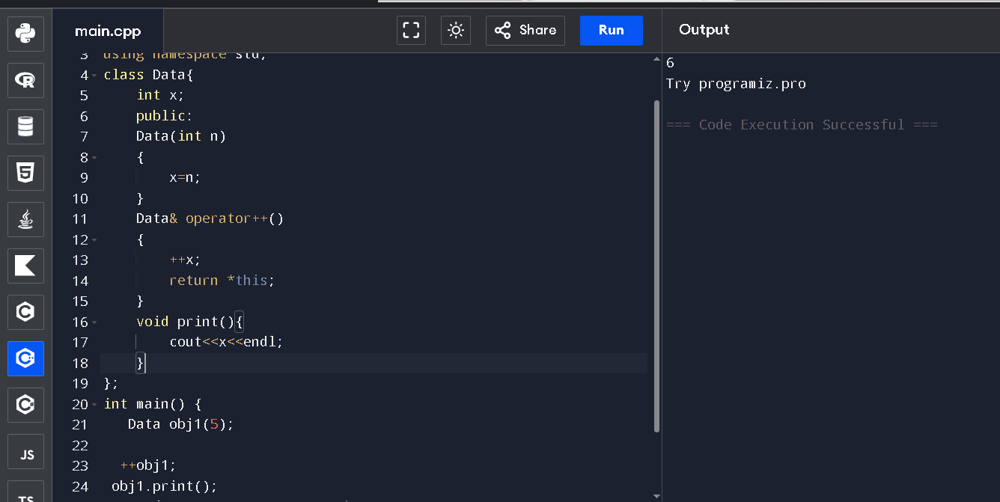 main.cpp
Share
Run
Output
3 using namespace std;
4 class Data{
5 int x;
6 public:
7 Data(int n)
8 {
9 x=n;
10 }
11 Data& operator++()
12 {
13 ++x;
14 return *this;
15 }
16 void print(){
17 cout<<x<<endl;
18 }
19 };
20 int main() {
21 Data obj1(5);
22
23 ++obj1;
24 obj1.print();
6
Try programiz.pro
=== Code Execution Successful ===
R
5
C
C
C
JS
TS